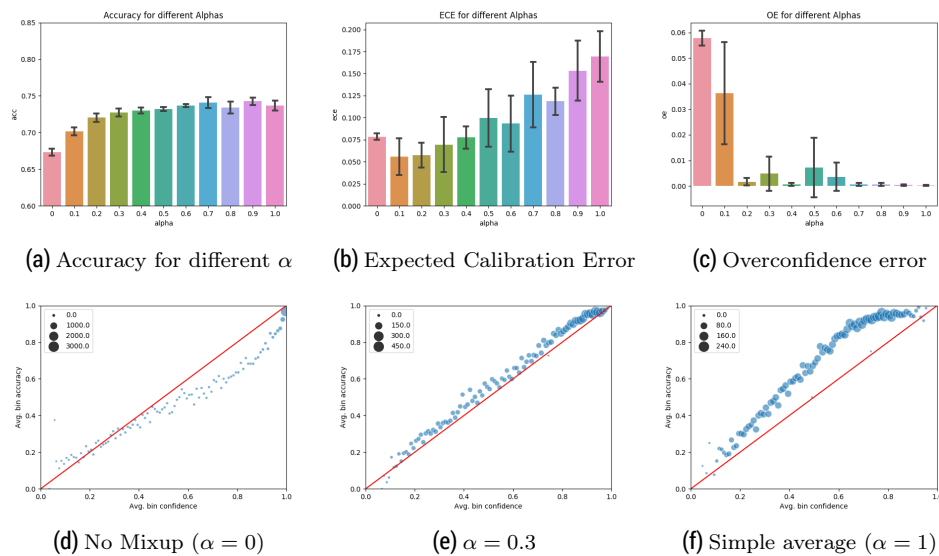 Accuracy for different Alphas
0.85
0.80
0.75
0.70
0.65
0.60
acc
0 0.1 0.2 0.3 0.4 0.5 0.6 0.7 0.8 0.9 1.0
alpha
(a) Accuracy for different α
ECE for different Alphas
0.200
0.175
0.150
0.125
0.100
0.075
0.050
0.025
0.000
ece
0 0.1 0.2 0.3 0.4 0.5 0.6 0.7 0.8 0.9 1.0
alpha
(b) Expected Calibration Error
OE for different Alphas
0.06
0.05
0.04
0.03
0.02
0.01
0.00
oe
0 0.1 0.2 0.3 0.4 0.5 0.6 0.7 0.8 0.9 1.0
alpha
(c) Overconfidence error
1.0
0.8
0.6
0.4
0.2
0.0
Avg. bin accuracy
0.0
1000.0
2000.0
3000.0
0.0 0.2 0.4 0.6 0.8 1.0
Avg. bin confidence
(d) No Mixup (α = 0)
1.0
0.8
0.6
0.4
0.2
0.0
Avg. bin accuracy
0.0
150.0
300.0
450.0
0.0 0.2 0.4 0.6 0.8 1.0
Avg. bin confidence
(e) α = 0.3
1.0
0.8
0.6
0.4
0.2
0.0
Avg. bin accuracy
0.0
80.0
160.0
240.0
0.0 0.2 0.4 0.6 0.8 1.0
Avg. bin confidence
(f) Simple average (α = 1)